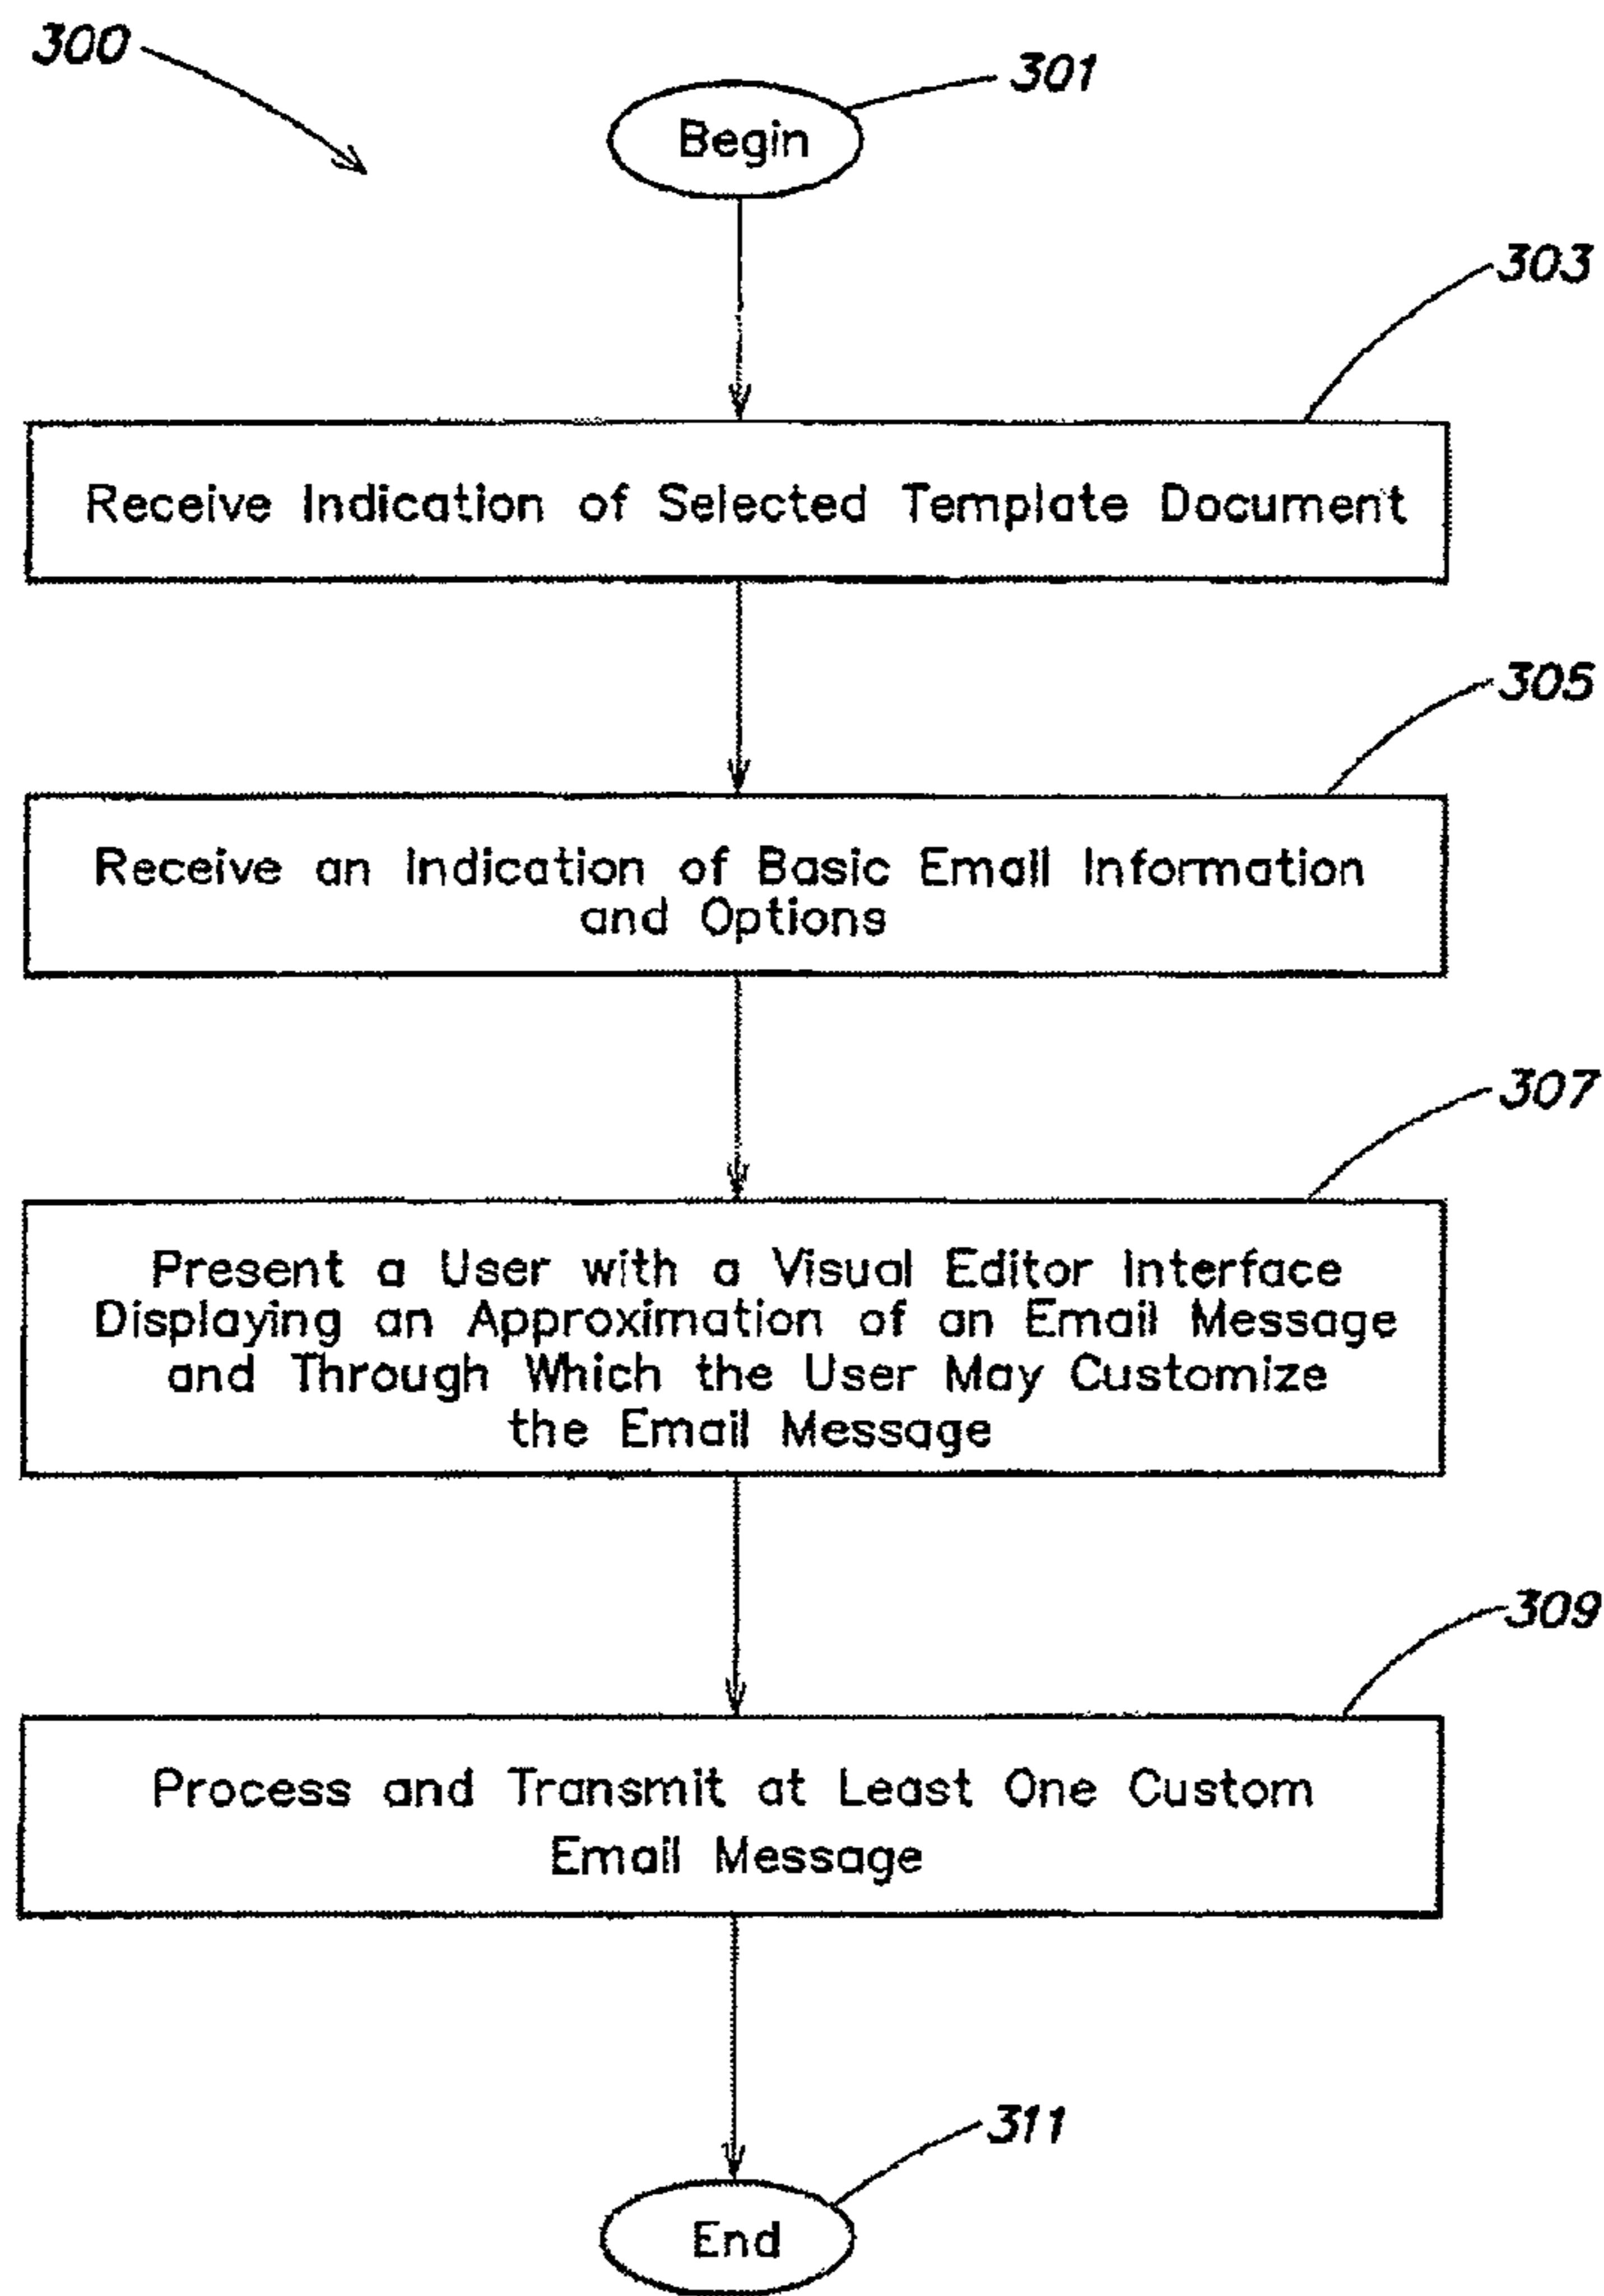 300
301
Begin
303
Receive Indication of Selected Template Document
305
Receive an Indication of Basic Email Information
and Options
307
Present a User with a Visual Editor Interface
Displaying an Approximation of an Email Message
and Through Which the User May Customize
the Email Message
309
Process and Transmit at Least One Custom
Email Message
311
End